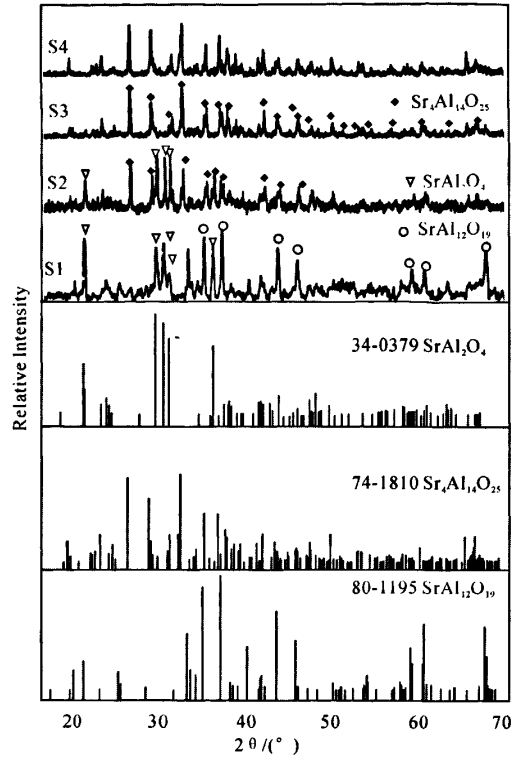 S4
S3
◆ Sr₄Al₁₄O₂₅
S2
▽ SrAl₂O₄
○ SrAl₁₂O₁₉
S1
Relative Intensity
34-0379 SrAl₂O₄
74-1810 Sr₄Al₁₄O₂₅
80-1195 SrAl₁₂O₁₉
20 30 40 50 60 70
2 θ /( ° )